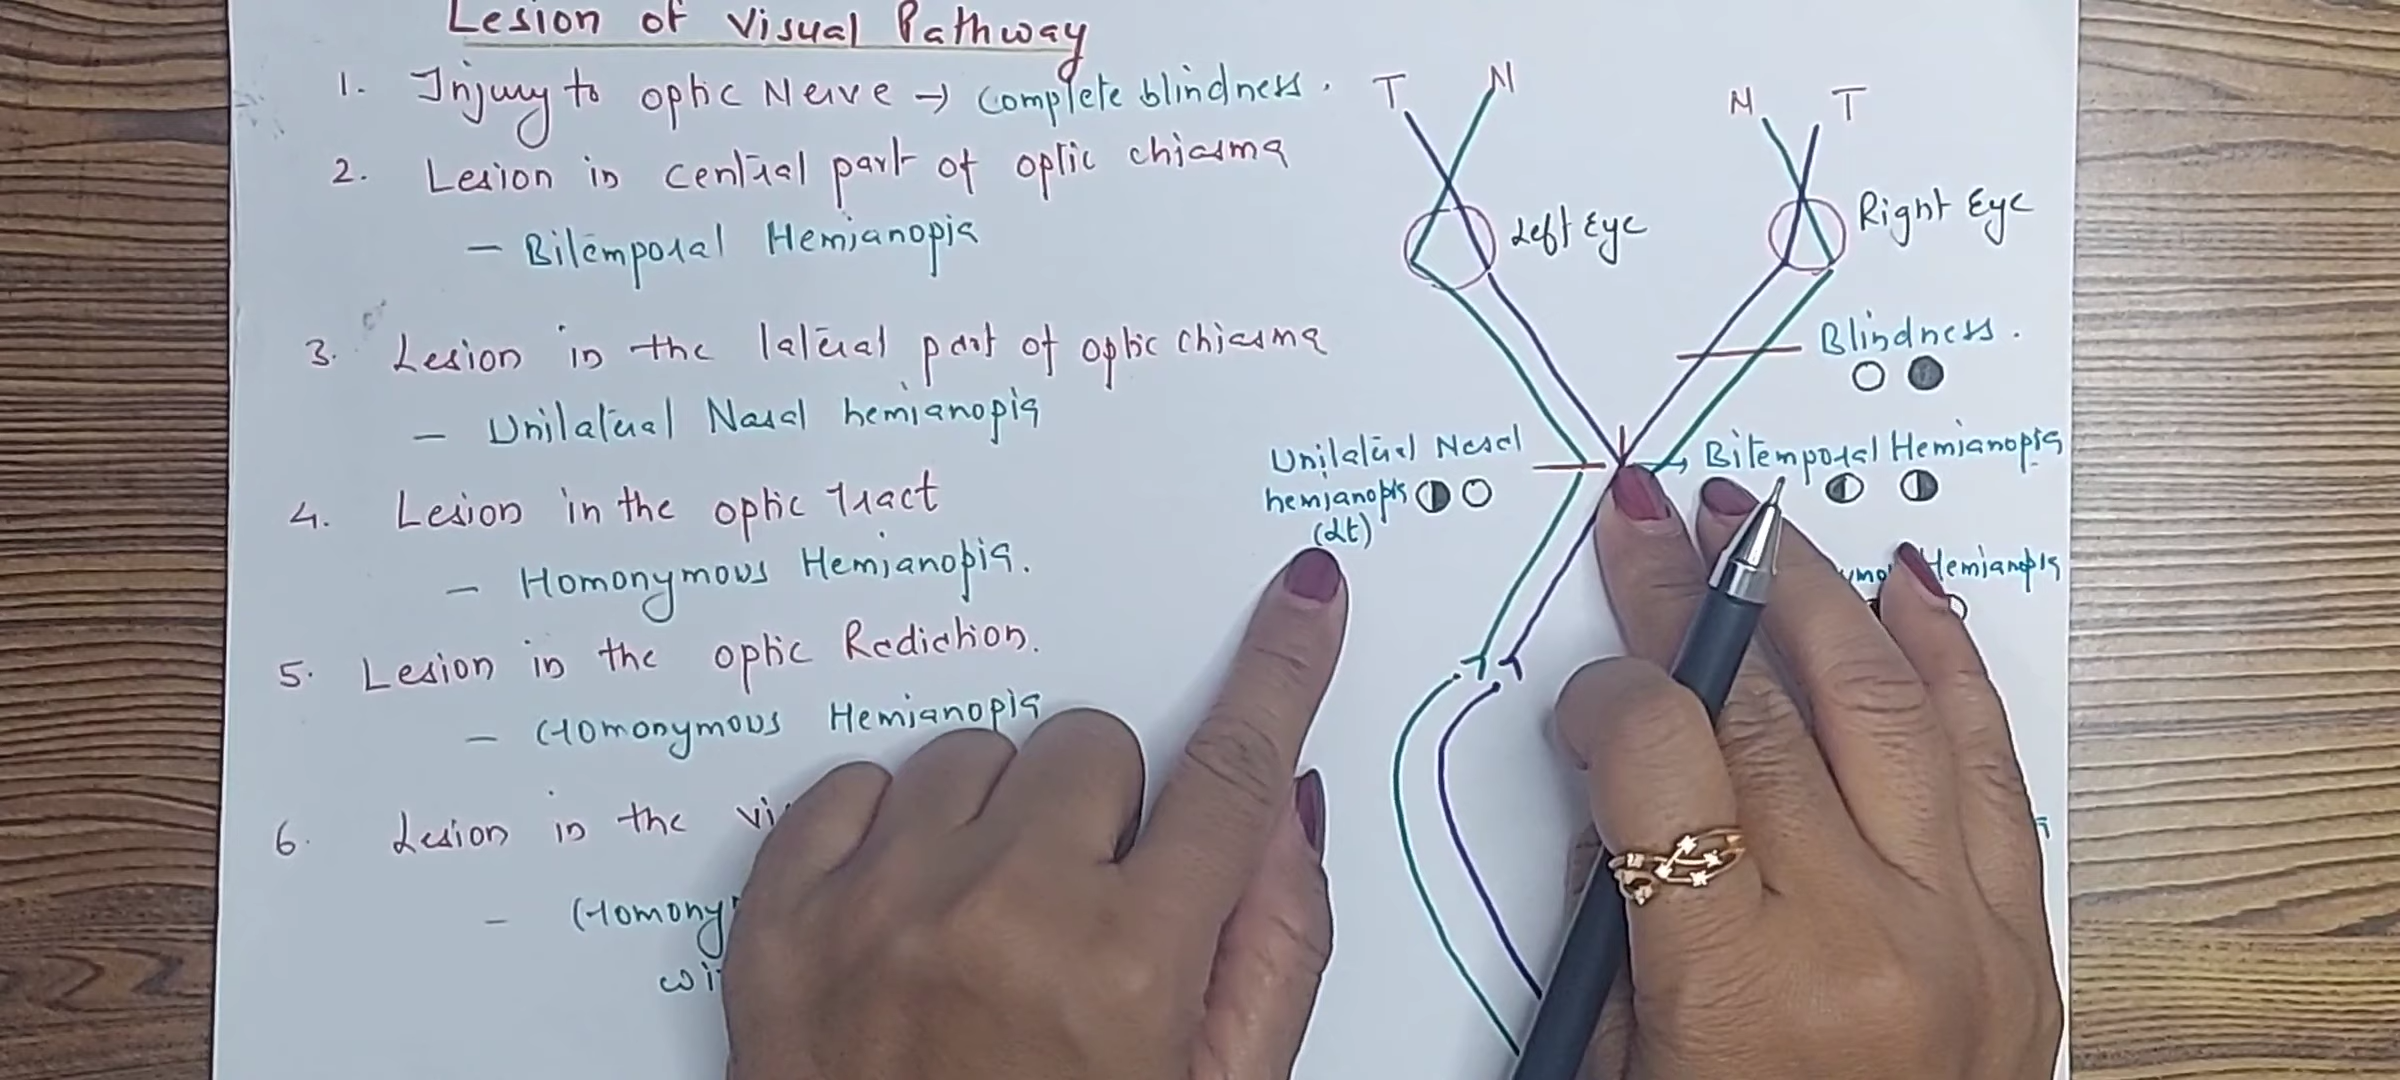 Lesion of Visual Pathway
1. Injury to optic Nerve → Complete blindness.
2. Lesion in central part of optic chiasma
– Bitemporal Hemianopia
3. Lesion in the lateral part of optic chiasma
– Unilateral Nasal hemianopia
4. Lesion in the optic tract
– Homonymous Hemianopia.
5. Lesion in the optic Radiation.
– Homonymous Hemianopia
6. Lesion in the
–
T N
N T
Left Eye
Right Eye
Blindness.
Unilateral Nasal
hemianopia
(Lt)
→ Bitemporal Hemianopia
Hemianopia